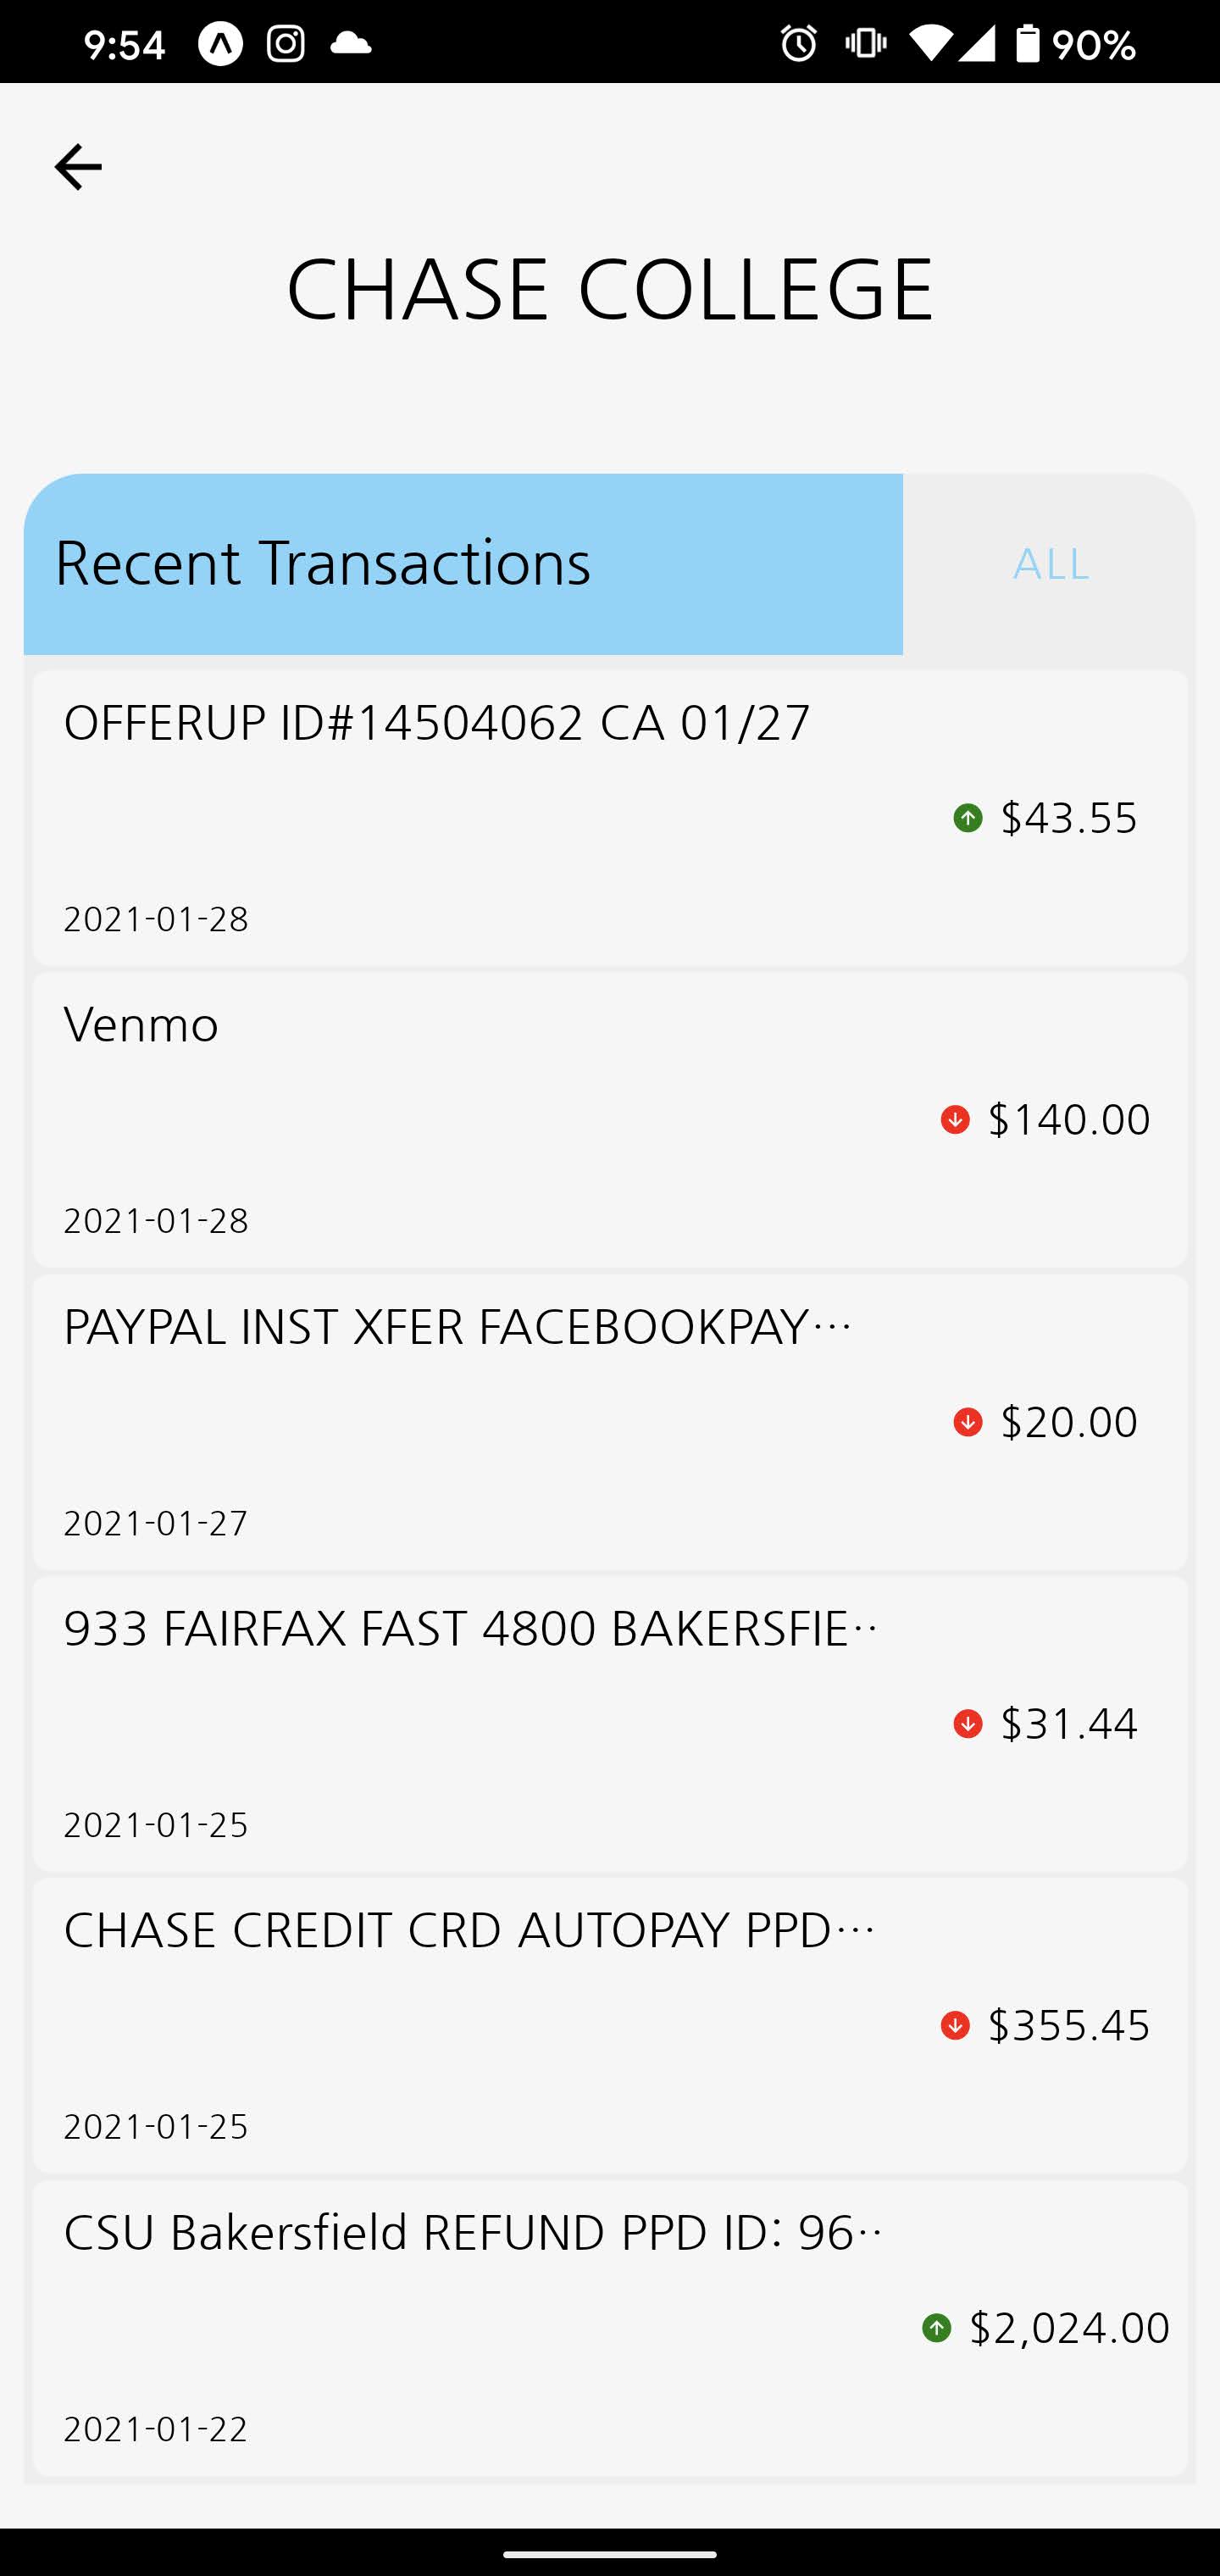 9:54 90%
CHASE COLLEGE
Recent Transactions ALL
OFFERUP ID#14504062 CA 01/27
$43.55
2021-01-28
Venmo
$140.00
2021-01-28
PAYPAL INST XFER FACEBOOKPAY…
$20.00
2021-01-27
933 FAIRFAX FAST 4800 BAKERSFIE··
$31.44
2021-01-25
CHASE CREDIT CRD AUTOPAY PPD…
$355.45
2021-01-25
CSU Bakersfield REFUND PPD ID: 96··
$2,024.00
2021-01-22